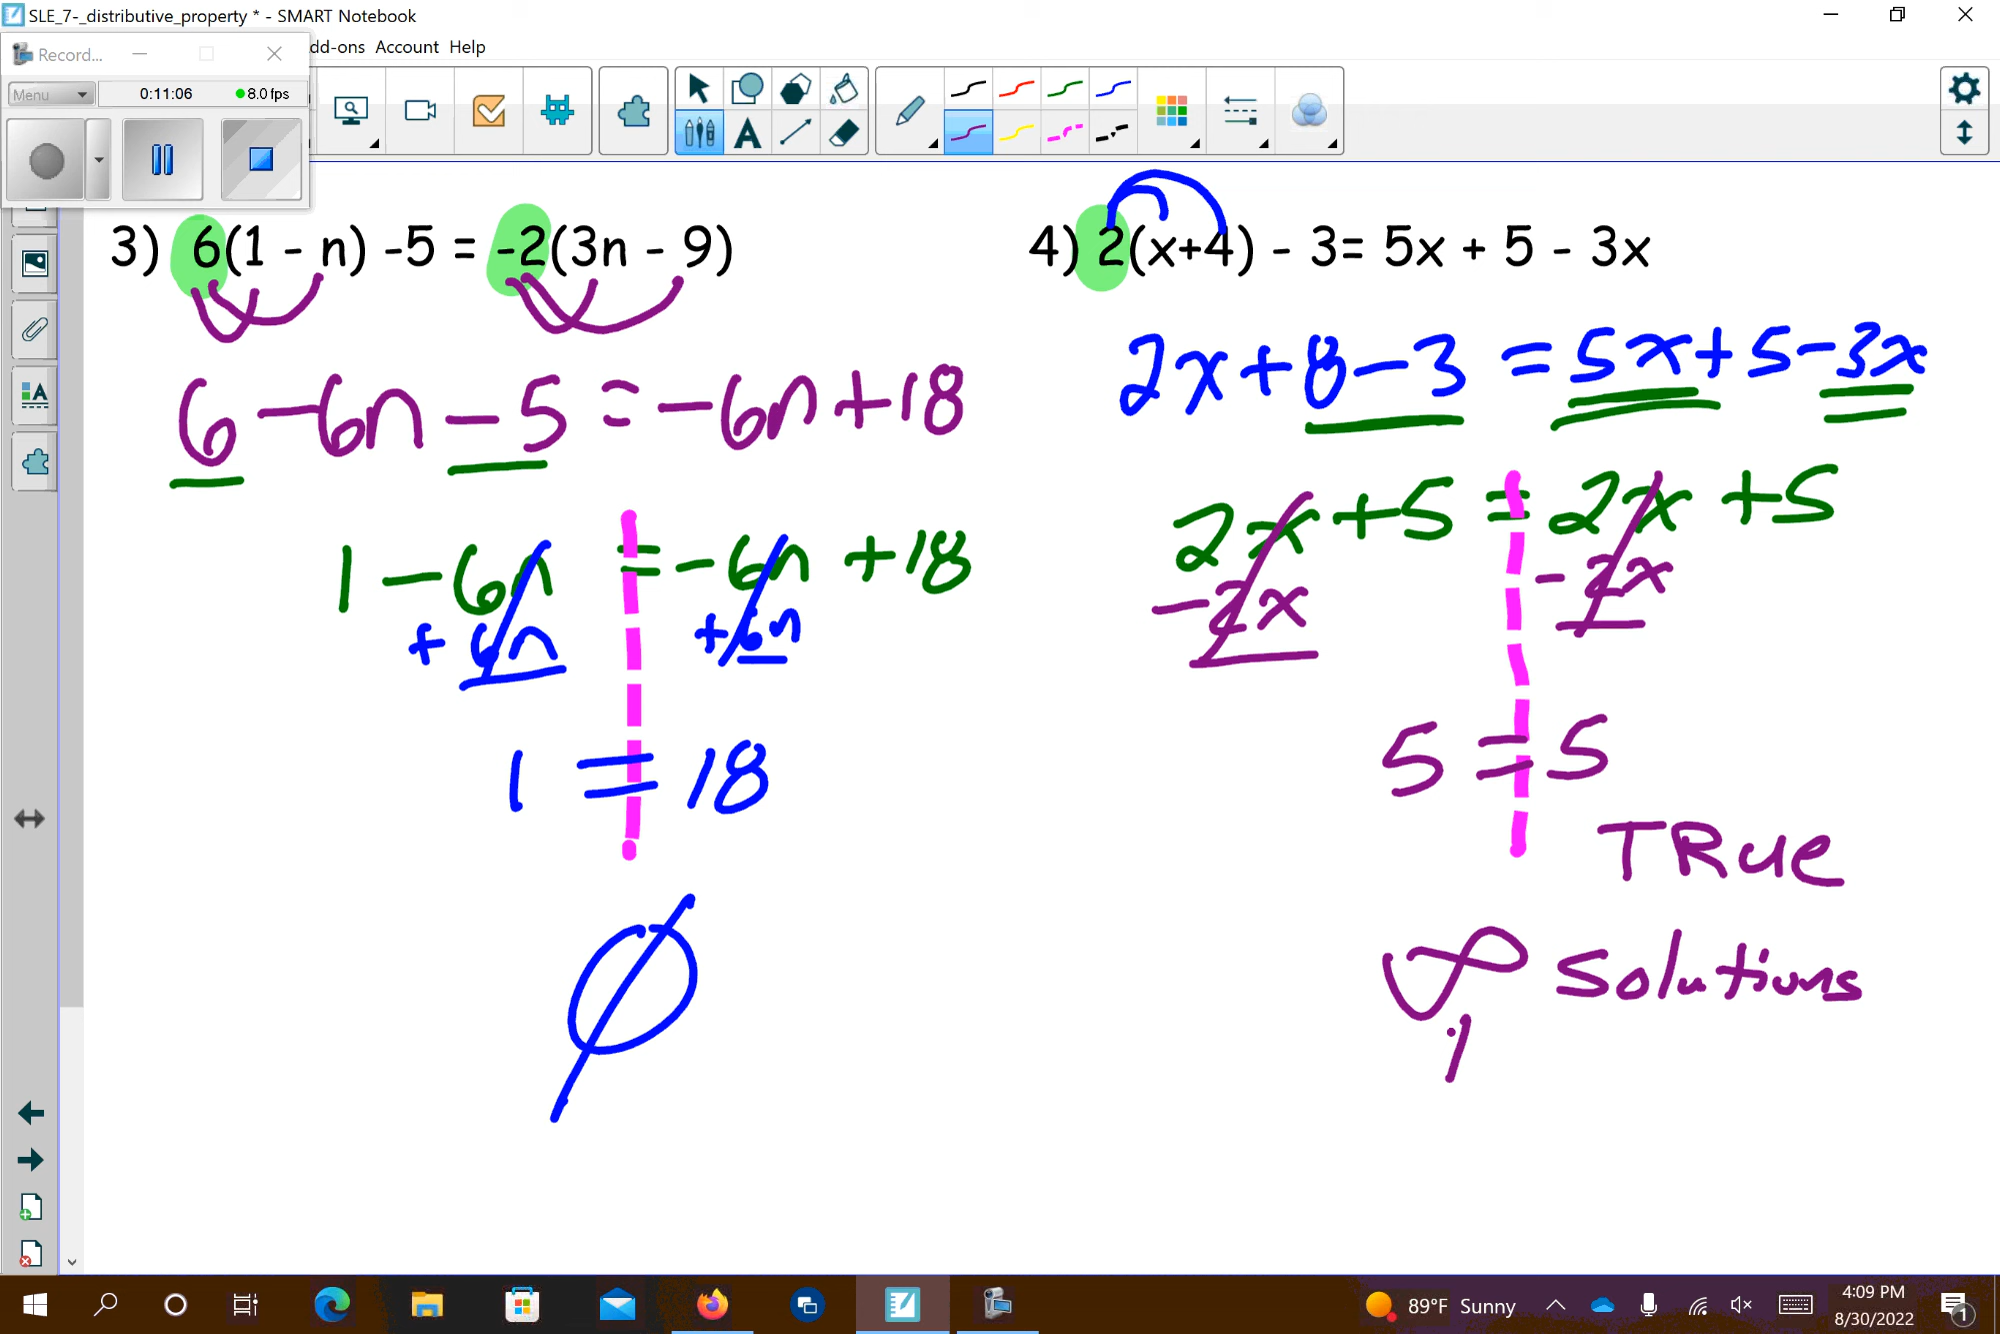 SLE_7-_distributive_property * - SMART Notebook
Record...
dd-ons Account Help
Menu 0:11:06 8.0 fps
3) 6(1 - n) -5 = -2(3n - 9)
6 - 6n - 5 = -6n + 18
1 - 6n = -6n + 18
+ 6n +6n
1 = 18
∅
4) 2(x+4) - 3= 5x + 5 - 3x
2x + 8 - 3 = 5x + 5 - 3x
2x + 5 = 2x + 5
- 2x - 2x
5 = 5
TRue
∞ Solutions
89°F Sunny
4:09 PM
8/30/2022
1